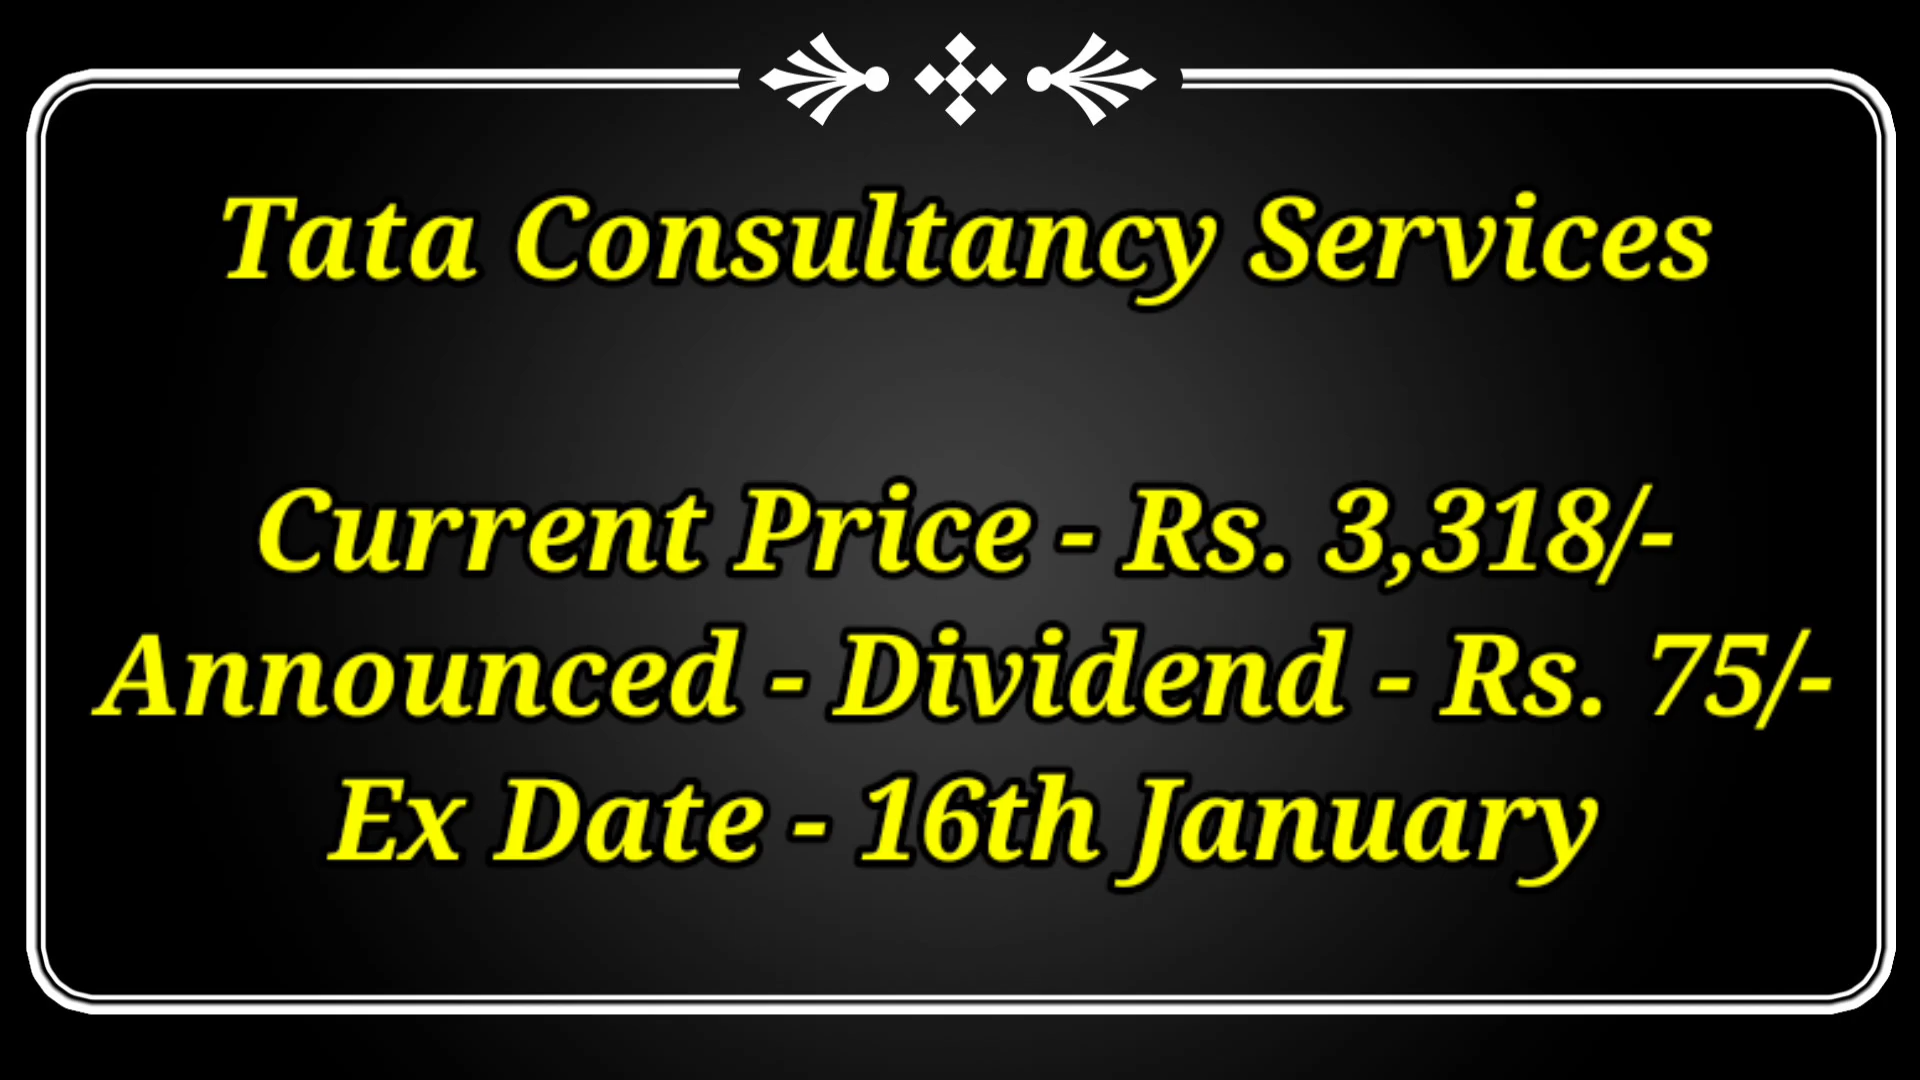 Tata Consultancy Services
Current Price - Rs. 3,318/-
Announced - Dividend - Rs. 75/-
Ex Date - 16th January